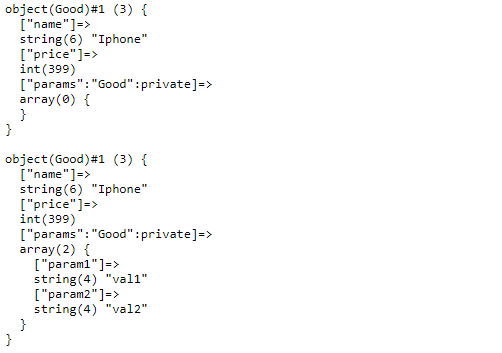 object(Good)#1 (3) {
  ["name"]=>
  string(6) "Iphone"
  ["price"]=>
  int(399)
  ["params":"Good":private]=>
  array(0) {
  }
}

object(Good)#1 (3) {
  ["name"]=>
  string(6) "Iphone"
  ["price"]=>
  int(399)
  ["params":"Good":private]=>
  array(2) {
    ["param1"]=>
    string(4) "val1"
    ["param2"]=>
    string(4) "val2"
  }
}